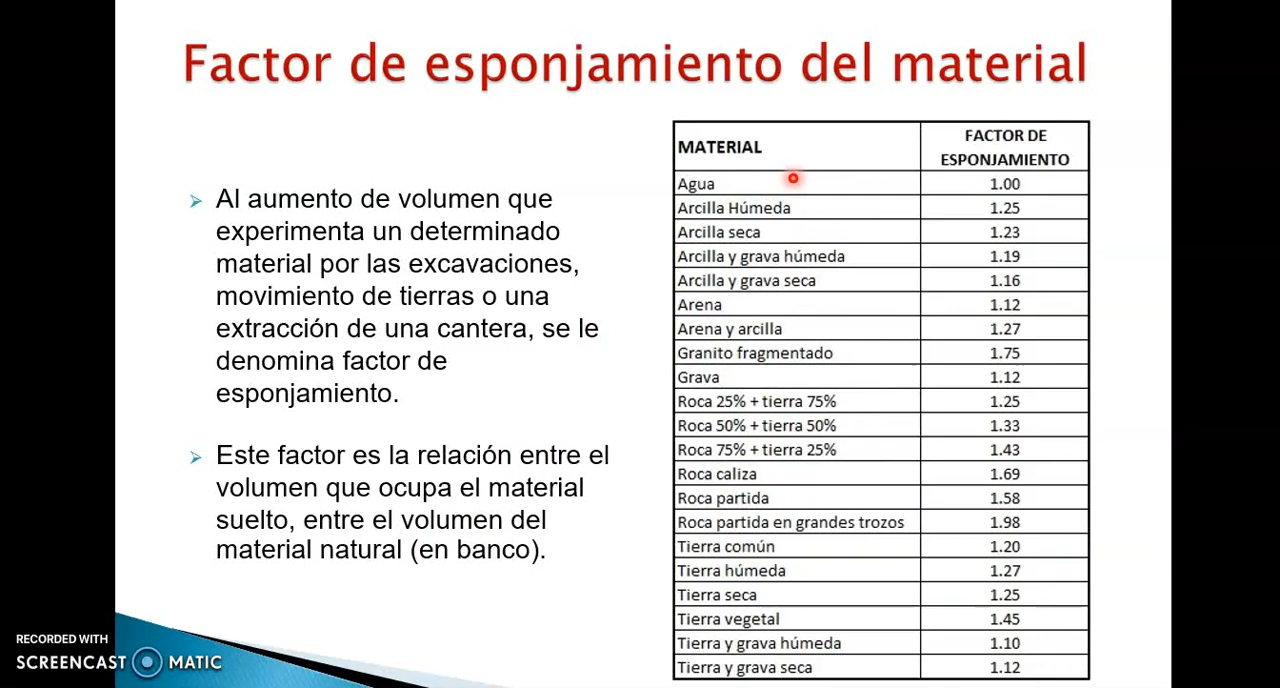 Factor de esponjamiento del material
Al aumento de volumen que
experimenta un determinado
material por las excavaciones,
movimiento de tierras o una
extracción de una cantera, se le
denomina factor de
esponjamiento.
Este factor es la relación entre el
volumen que ocupa el material
suelto, entre el volumen del
material natural (en banco).
MATERIAL FACTOR DE ESPONJAMIENTO
Agua 1.00
Arcilla Húmeda 1.25
Arcilla seca 1.23
Arcilla y grava húmeda 1.19
Arcilla y grava seca 1.16
Arena 1.12
Arena y arcilla 1.27
Granito fragmentado 1.75
Grava 1.12
Roca 25% + tierra 75% 1.25
Roca 50% + tierra 50% 1.33
Roca 75% + tierra 25% 1.43
Roca caliza 1.69
Roca partida 1.58
Roca partida en grandes trozos 1.98
Tierra común 1.20
Tierra húmeda 1.27
Tierra seca 1.25
Tierra vegetal 1.45
Tierra y grava húmeda 1.10
Tierra y grava seca 1.12
RECORDED WITH
SCREENCAST MATIC